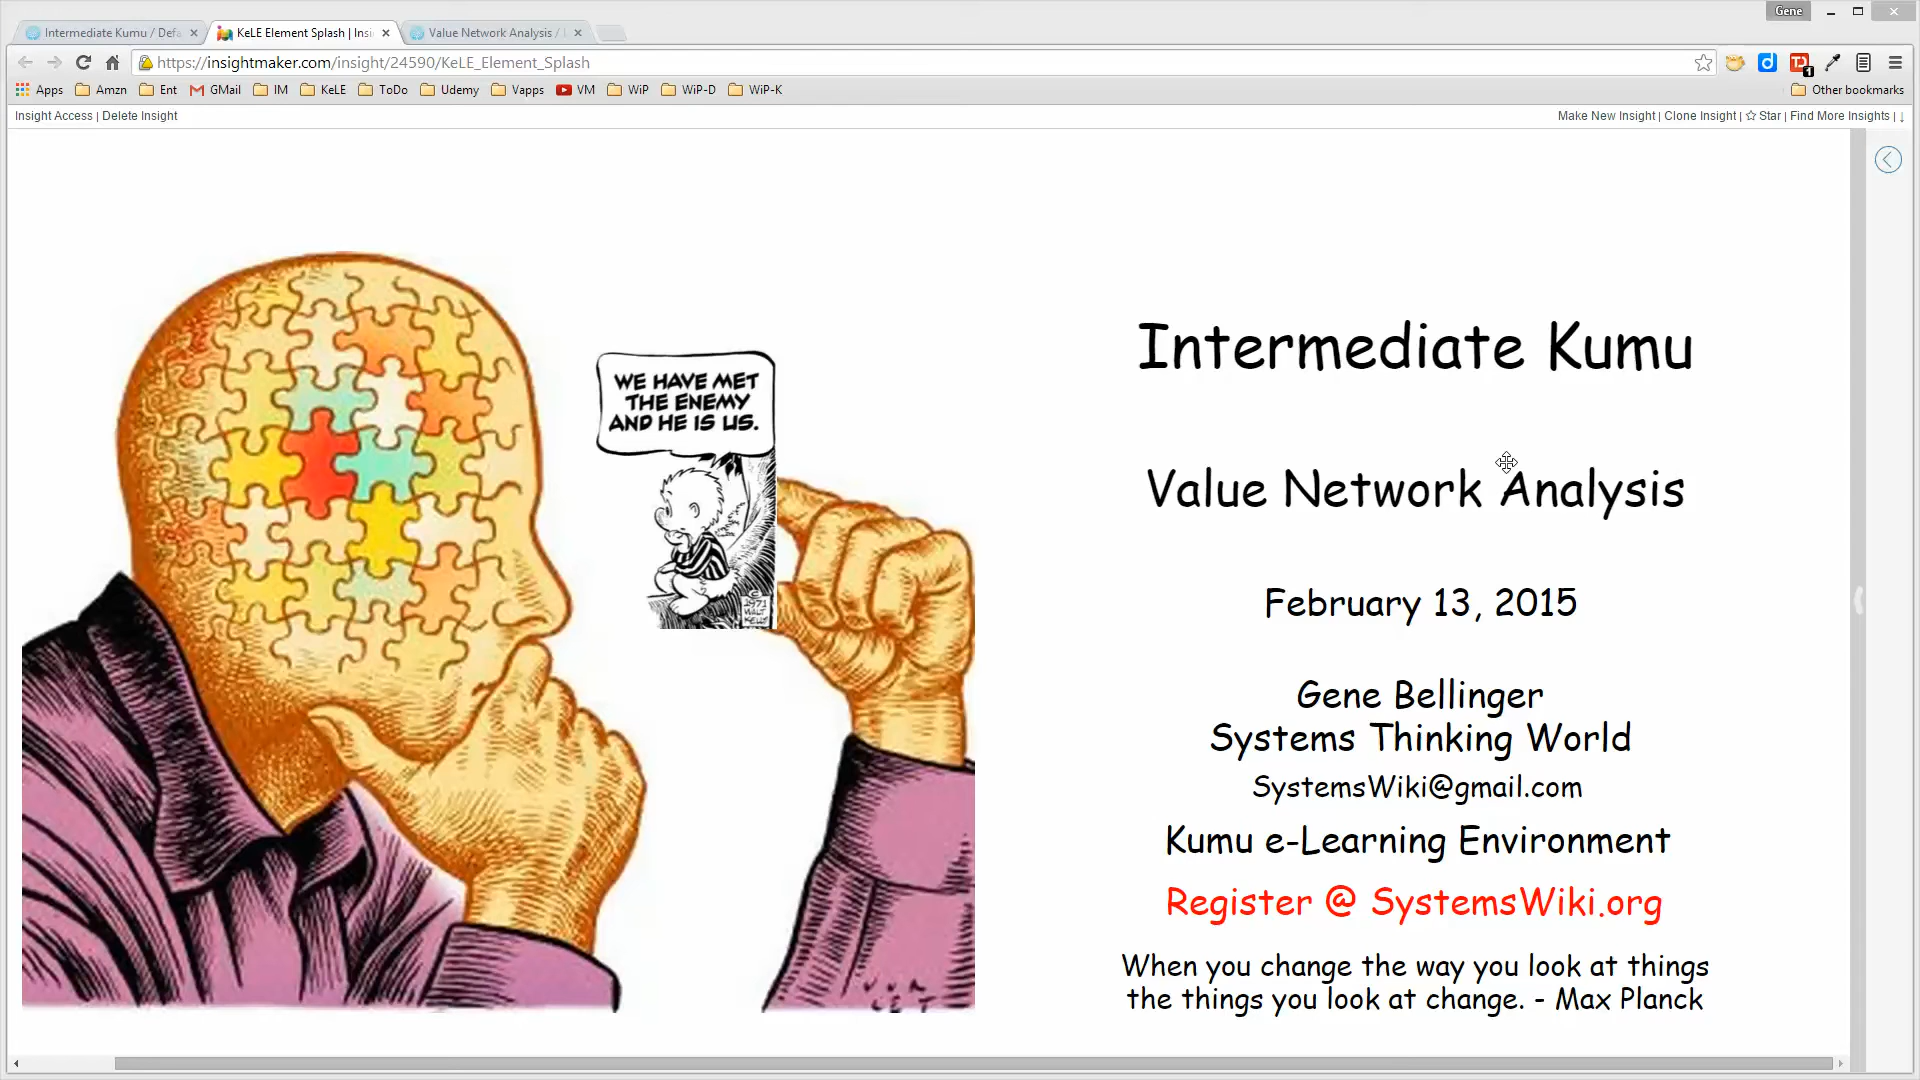 Gene
Intermediate Kumu / Defa
KeLE Element Splash | Insi
Value Network Analysis /
https://insightmaker.com/insight/24590/KeLE_Element_Splash
Apps Amzn Ent GMail IM KeLE ToDo Udemy Vapps VM WiP WiP-D WiP-K Other bookmarks
Insight Access | Delete Insight
Make New Insight | Clone Insight | Star | Find More Insights |
WE HAVE MET
THE ENEMY
AND HE IS US.
©
1971
WALT
KELLY
Intermediate Kumu
Value Network Analysis
February 13, 2015
Gene Bellinger
Systems Thinking World
SystemsWiki@gmail.com
Kumu e-Learning Environment
Register @ SystemsWiki.org
When you change the way you look at things
the things you look at change. - Max Planck